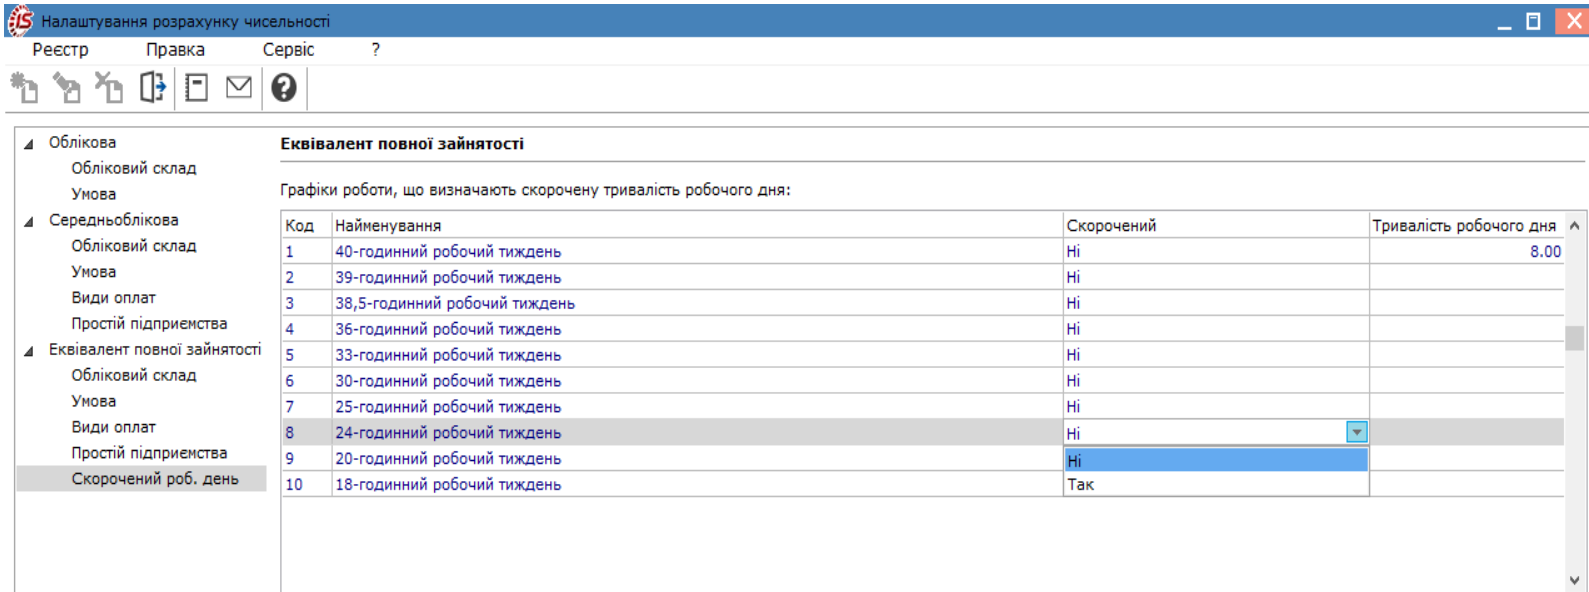 Налаштування розрахунку чисельності
Реєстр Правка Сервіс ?
Облікова
Обліковий склад
Умова
Середньооблікова
Обліковий склад
Умова
Види оплат
Простій підприємства
Еквівалент повної зайнятості
Обліковий склад
Умова
Види оплат
Простій підприємства
Скорочений роб. день
Еквівалент повної зайнятості
Графіки роботи, що визначають скорочену тривалість робочого дня:
Код Найменування Скорочений Тривалість робочого дня
1 40-годинний робочий тиждень Ні 8.00
2 39-годинний робочий тиждень Ні
3 38,5-годинний робочий тиждень Ні
4 36-годинний робочий тиждень Ні
5 33-годинний робочий тиждень Ні
6 30-годинний робочий тиждень Ні
7 25-годинний робочий тиждень Ні
8 24-годинний робочий тиждень Ні
9 20-годинний робочий тиждень Ні
10 18-годинний робочий тиждень Так